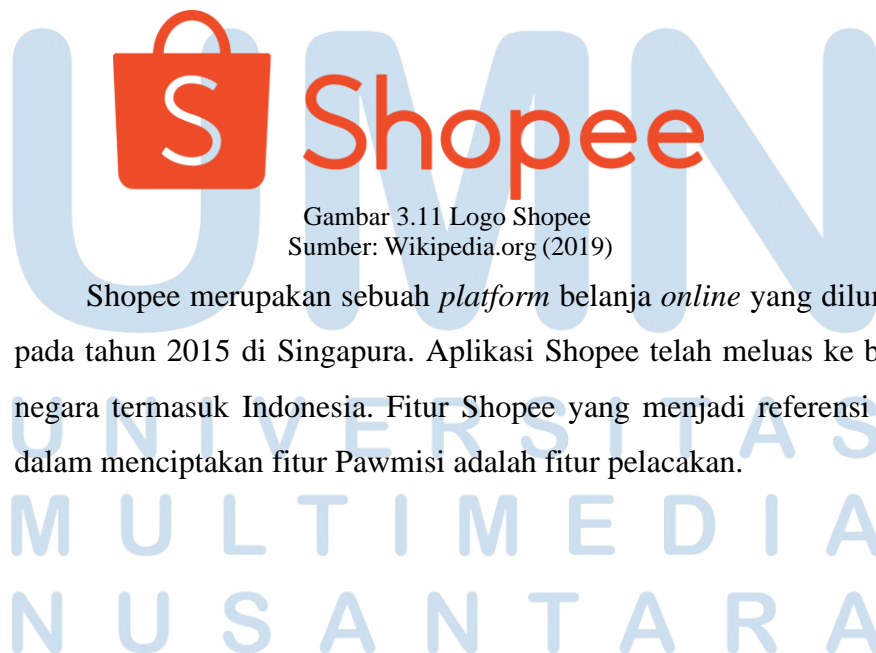 UMN
S Shopee
Gambar 3.11 Logo Shopee
Sumber: Wikipedia.org (2019)
Shopee merupakan sebuah platform belanja online yang
pada tahun 2015 di Singapura. Aplikasi Shopee telah meluas ke
negara termasuk Indonesia. Fitur Shopee yang menjadi referensi
dalam menciptakan fitur Pawmisi adalah fitur pelacakan.
UNIVERSITAS
MULTIMEDIA
NUSANTARA